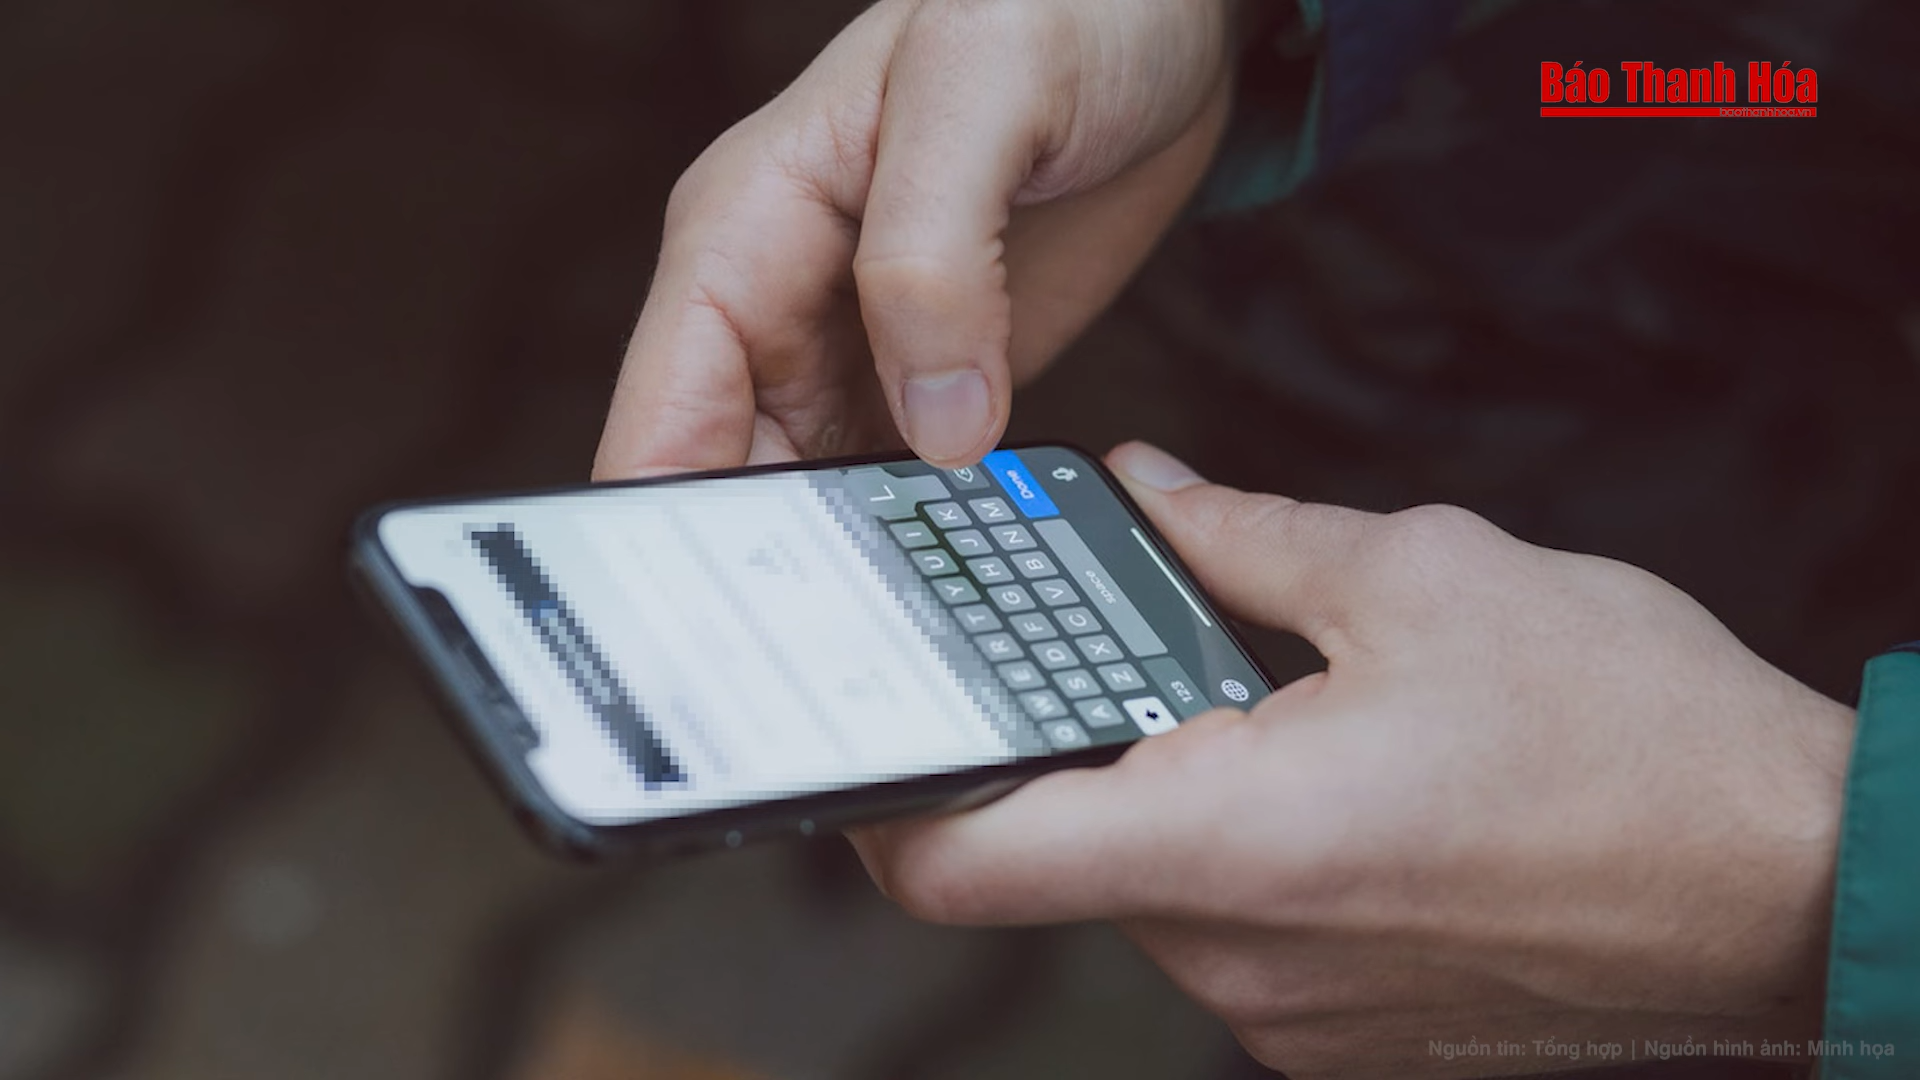 Báo Thanh Hóa
baothanhhoa.vn
Done
space
123
L
K M
I J N
U H B
Y G V
T F C
R D X
E S Z
W A
Q
Nguồn tin: Tổng hợp | Nguồn hình ảnh: Minh họa